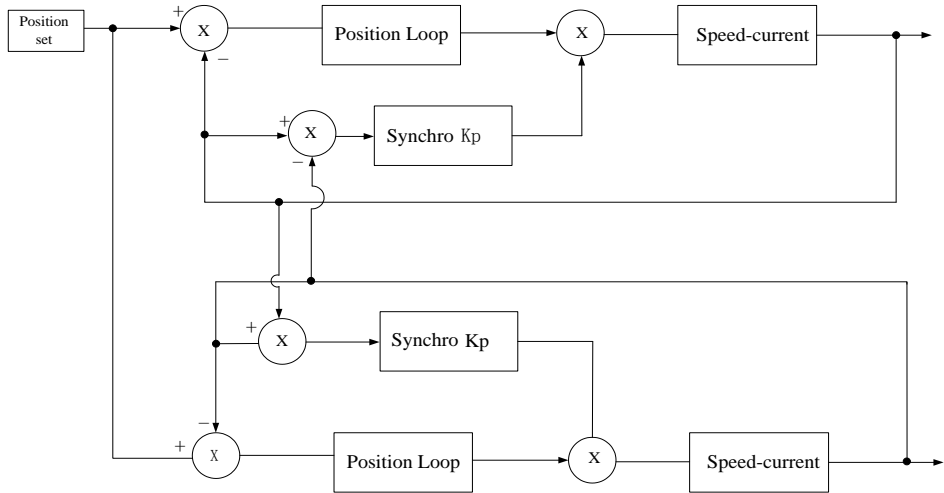 Position
set
+
X
−
Position Loop
X
Speed-current
+
X
−
Synchro Kp
+
X
Synchro Kp
−
+
X
Position Loop
X
Speed-current